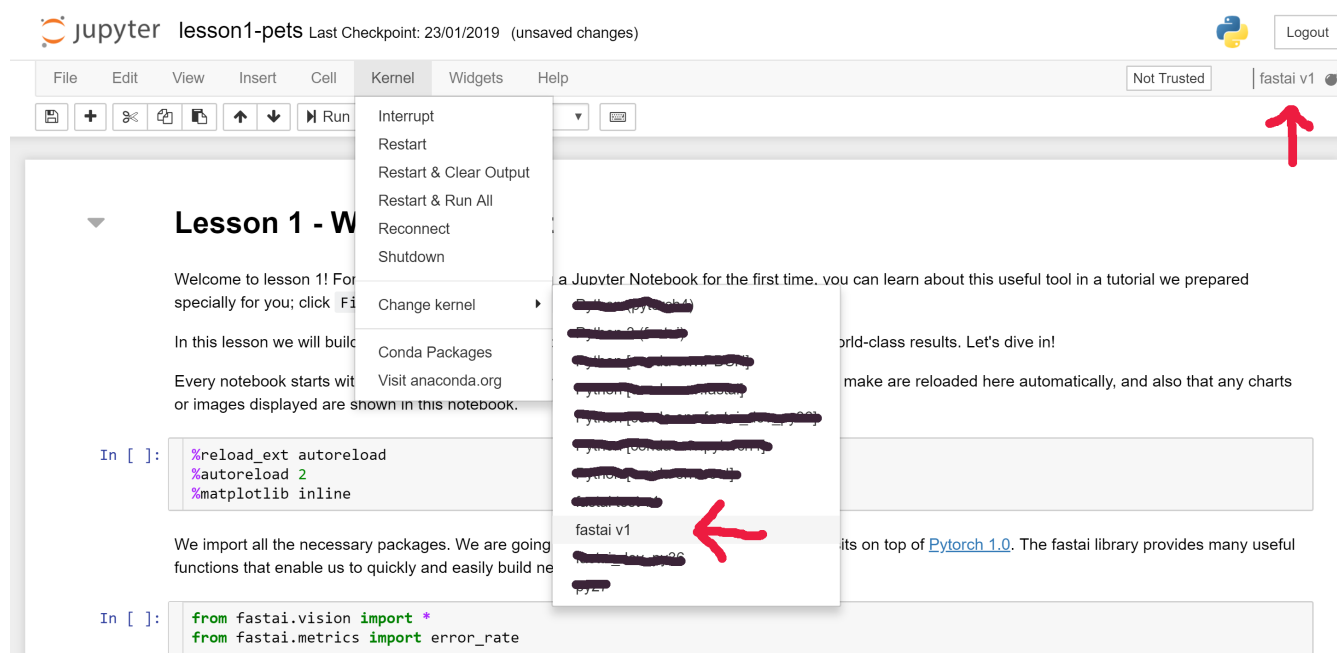 jupyter lesson1-pets Last Checkpoint: 23/01/2019 (unsaved changes)
Logout
File Edit View Insert Cell Kernel Widgets Help
Not Trusted
fastai v1
Run
Interrupt
Restart
Restart & Clear Output
Restart & Run All
Reconnect
Shutdown
Change kernel
Conda Packages
Visit anaconda.org
fastai v1
Lesson 1 - W
Welcome to lesson 1! For a Jupyter Notebook for the first time, you can learn about this useful tool in a tutorial we prepared
specially for you; click Fi
In this lesson we will build orld-class results. Let's dive in!
Every notebook starts wit make are reloaded here automatically, and also that any charts
or images displayed are shown in this notebook.
In [ ]: %reload_ext autoreload
%autoreload 2
%matplotlib inline
We import all the necessary packages. We are going its on top of Pytorch 1.0. The fastai library provides many useful
functions that enable us to quickly and easily build ne
In [ ]: from fastai.vision import *
from fastai.metrics import error_rate